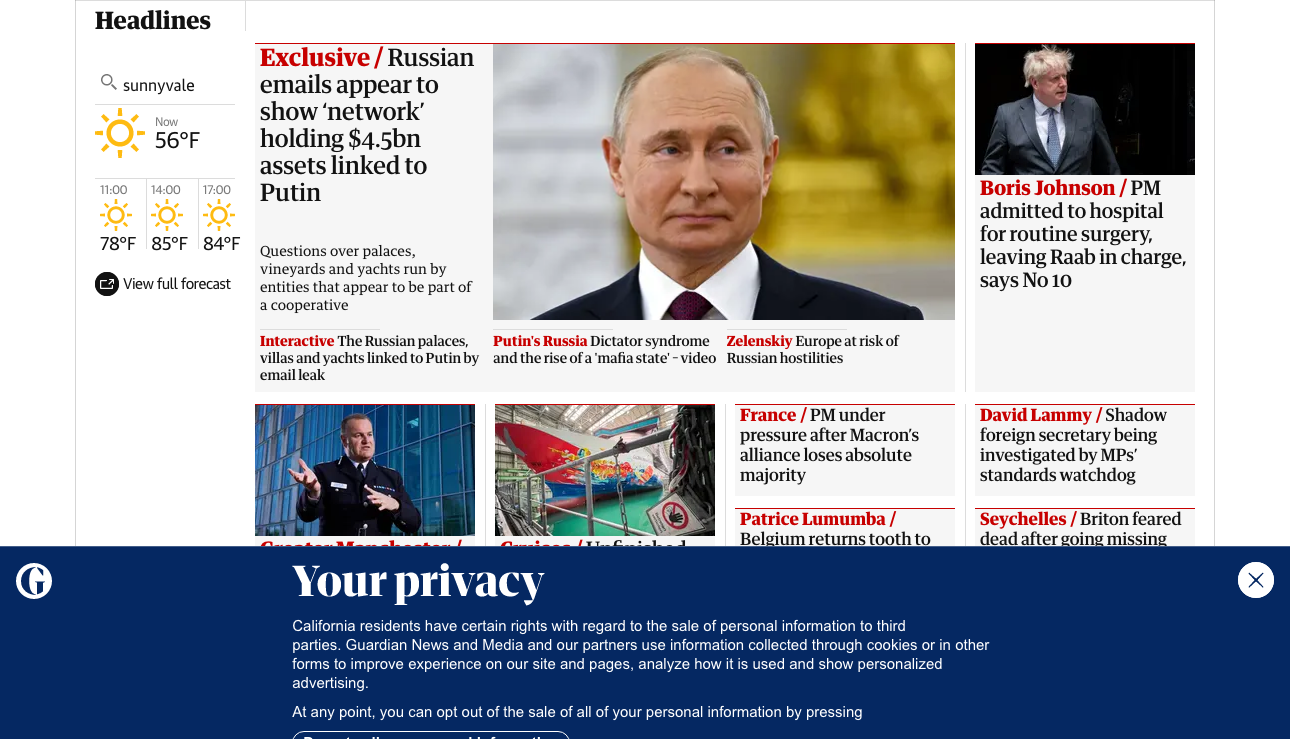 Headlines
sunnyvale
Now
56°F
11:00
14:00
17:00
78°F
85°F
84°F
View full forecast
Exclusive / Russian
emails appear to
show ‘network’
holding $4.5bn
assets linked to
Putin
Questions over palaces,
vineyards and yachts run by
entities that appear to be part of
a cooperative
Interactive The Russian palaces,
villas and yachts linked to Putin by
email leak
Putin's Russia Dictator syndrome
and the rise of a 'mafia state' – video
Zelenskiy Europe at risk of
Russian hostilities
Boris Johnson / PM
admitted to hospital
for routine surgery,
leaving Raab in charge,
says No 10
Greater Manchester /
Cruises / Unfinished
France / PM under
pressure after Macron’s
alliance loses absolute
majority
Patrice Lumumba /
Belgium returns tooth to
David Lammy / Shadow
foreign secretary being
investigated by MPs’
standards watchdog
Seychelles / Briton feared
dead after going missing
Your privacy
California residents have certain rights with regard to the sale of personal information to third
parties. Guardian News and Media and our partners use information collected through cookies or in other
forms to improve experience on our site and pages, analyze how it is used and show personalized
advertising.
At any point, you can opt out of the sale of all of your personal information by pressing